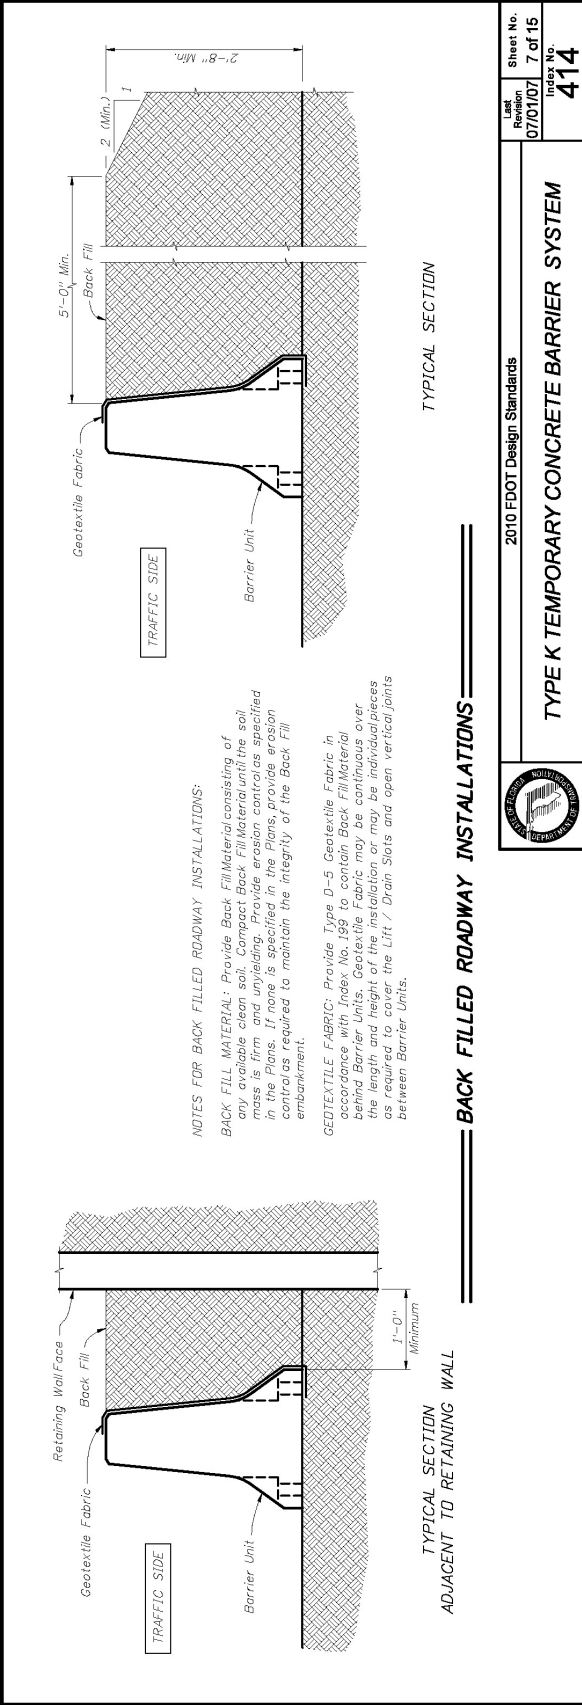 TRAFFIC SIDE
Geotextile Fabric
Retaining Wall Face
Back Fill
Barrier Unit
1'-0"
Minimum
TYPICAL SECTION
ADJACENT TO RETAINING WALL
NOTES FOR BACK FILLED ROADWAY INSTALLATIONS:
BACK FILL MATERIAL: Provide Back Fill Material consisting of
any available clean soil. Compact Back Fill Material until the soil
mass is firm and unyielding. Provide erosion control as specified
in the Plans. If none is specified in the Plans, provide erosion
control as required to maintain the integrity of the Back Fill
embankment.
GEOTEXTILE FABRIC: Provide Type D-5 Geotextile Fabric in
accordance with Index No. 199 to contain Back Fill Material
behind Barrier Units. Geotextile Fabric may be continuous over
the length and height of the installation or may be individual pieces
as required to cover the Lift / Drain Slots and open vertical joints
between Barrier Units.
TRAFFIC SIDE
Geotextile Fabric
5'-0" Min.
Back Fill
2 (Min.)
1
2'-8" Min.
Barrier Unit
TYPICAL SECTION
BACK FILLED ROADWAY INSTALLATIONS
STATE OF FLORIDA
DEPARTMENT OF TRANSPORTATION
2010 FDOT Design Standards
TYPE K TEMPORARY CONCRETE BARRIER SYSTEM
Last
Revision
07/01/07
Sheet No.
7 of 15
Index No.
414